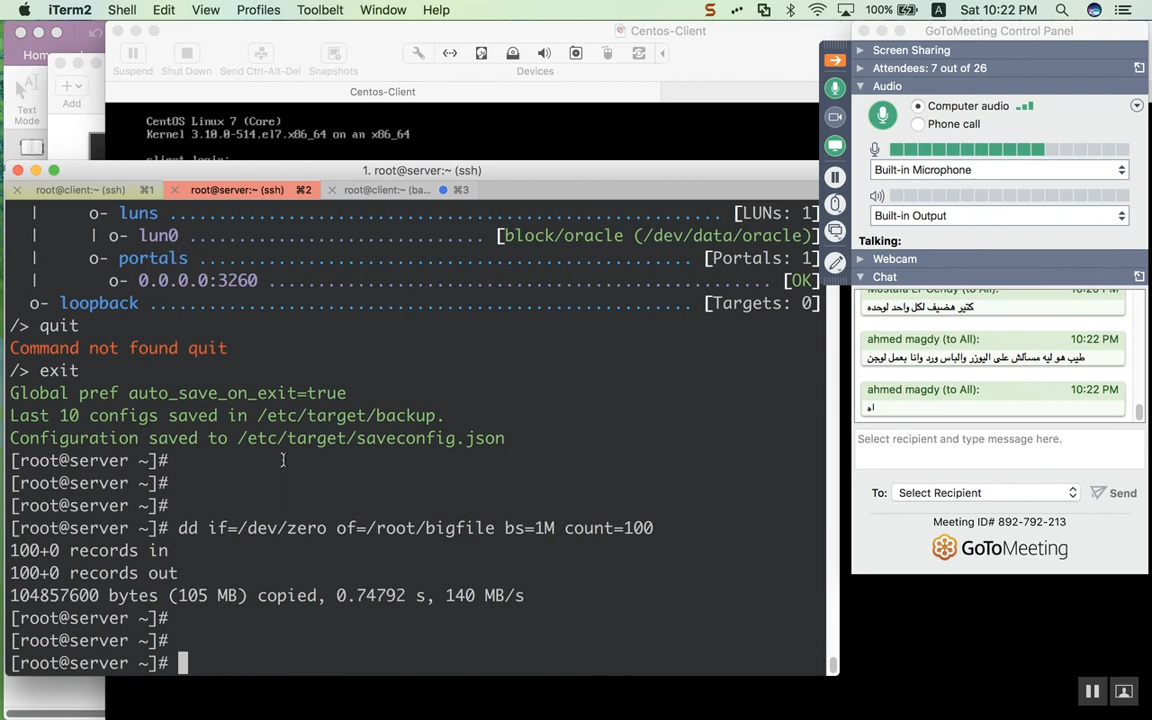 iTerm2 Shell Edit View Profiles Toolbelt Window Help
100% A Sat 10:22 PM
Centos-Client
GoToMeeting Control Panel
Suspend Shut Down Send Ctrl-Alt-Del Snapshots Devices
Centos-Client
Text
Mode
Add
CentOS Linux 7 (Core)
Kernel 3.10.0-514.el7.x86_64 on an x86_64
client login:
1. root@server:~ (ssh)
root@client:~ (ssh) ⌘1
root@server:~ (ssh) ⌘2
root@client:~ (ba... ⌘3
| o- luns ........................................................ [LUNs: 1]
| | o- lun0 .............................. [block/oracle (/dev/data/oracle)]
| o- portals .................................................. [Portals: 1]
| o- 0.0.0.0:3260 ................................................... [OK]
o- loopback ...................................................... [Targets: 0]
/> quit
Command not found quit
/> exit
Global pref auto_save_on_exit=true
Last 10 configs saved in /etc/target/backup.
Configuration saved to /etc/target/saveconfig.json
[root@server ~]#
[root@server ~]#
[root@server ~]#
[root@server ~]# dd if=/dev/zero of=/root/bigfile bs=1M count=100
100+0 records in
100+0 records out
104857600 bytes (105 MB) copied, 0.74792 s, 140 MB/s
[root@server ~]#
[root@server ~]#
[root@server ~]#
Screen Sharing
Attendees: 7 out of 26
Audio
Computer audio
Phone call
Built-in Microphone
Built-in Output
Talking:
Webcam
Chat
كتير هضيف لكل واحد لوحده
ahmed magdy (to All): 10:22 PM
طيب هو ليه مسألش على اليوزر والباس ورد وانا بعمل لوجن
ahmed magdy (to All): 10:22 PM
اه
Select recipient and type message here.
To: Select Recipient Send
Meeting ID# 892-792-213
GoToMeeting